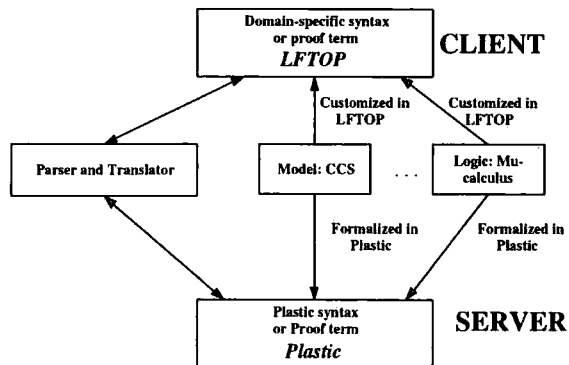 Domain-specific syntax
or proof term
LFTOP
CLIENT
Customized in
LFTOP
Customized in
LFTOP
Parser and Translator
Model: CCS
. . .
Logic: Mu-
calculus
Formalized in
Plastic
Formalized in
Plastic
Plastic syntax
or Proof term
Plastic
SERVER